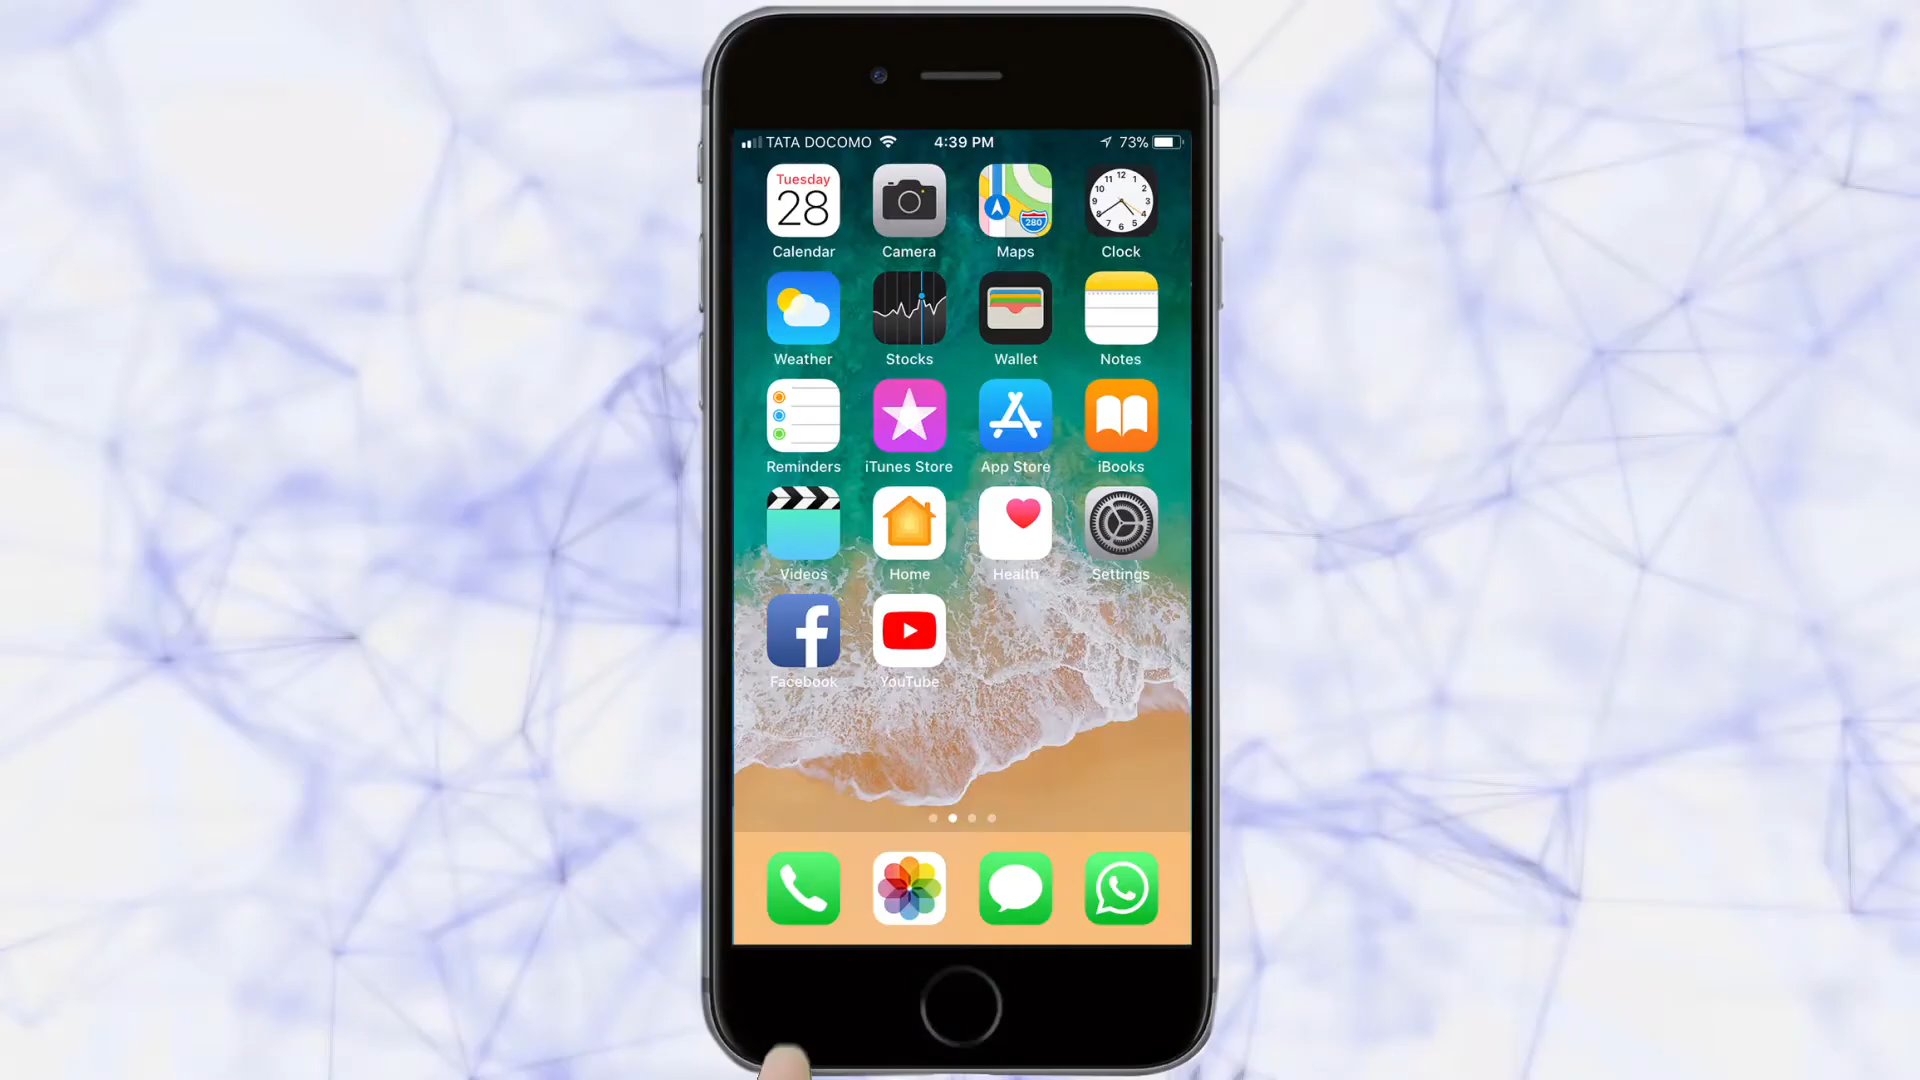 TATA DOCOMO 4:39 PM 73%
Tuesday
28
280
Calendar Camera Maps Clock
Weather Stocks Wallet Notes
Reminders iTunes Store App Store iBooks
Videos Home Health Settings
Facebook YouTube